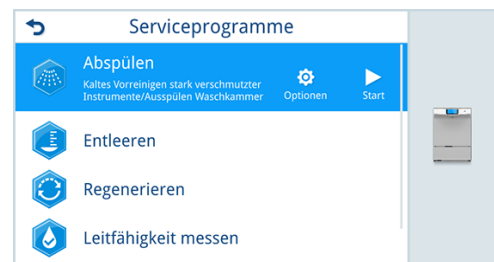 Serviceprogramme
Abspülen
Kaltes Vorreinigen stark verschmutzter
Instrumente/Ausspülen Waschkammer
Optionen
Start
Entleeren
Regenerieren
Leitfähigkeit messen